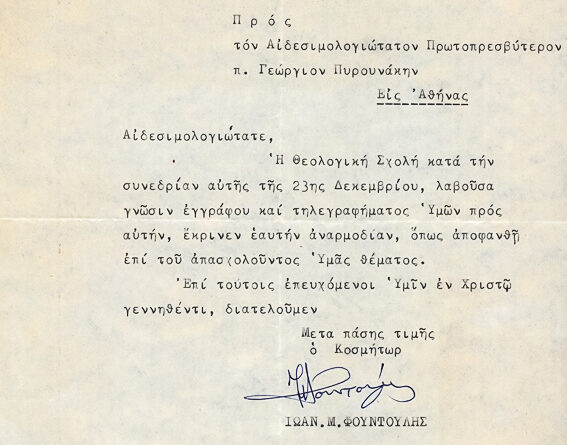 Πρός
τόν Αἰδεσιμολογιώτατον Πρωτοπρεσβύτερον
π. Γεώργιον Πυρουνάκην
Εἰς Ἀθήνας
Αἰδεσιμολογιώτατε,
Ἡ Θεολογική Σχολή κατά τήν
συνεδρίαν αὐτῆς τῆς 23ης Δεκεμβρίου, λαβοῦσα
γνῶσιν ἐγγράφου καί τηλεγραφήματος Ὑμῶν πρός
αὐτήν, ἔκρινεν ἑαυτήν ἀναρμοδίαν, ὅπως ἀποφανθῇ
ἐπί τοῦ ἀπασχολοῦντος Ὑμᾶς θέματος.
Ἐπί τούτοις ἐπευχόμενοι Ὑμῖν ἐν Χριστῷ
γεννηθέντι, διατελοῦμεν
Μετα πάσης τιμῆς
ὁ Κοσμήτωρ
ΙΩΑΝ.Μ.ΦΟΥΝΤΟΥΛΗΣ